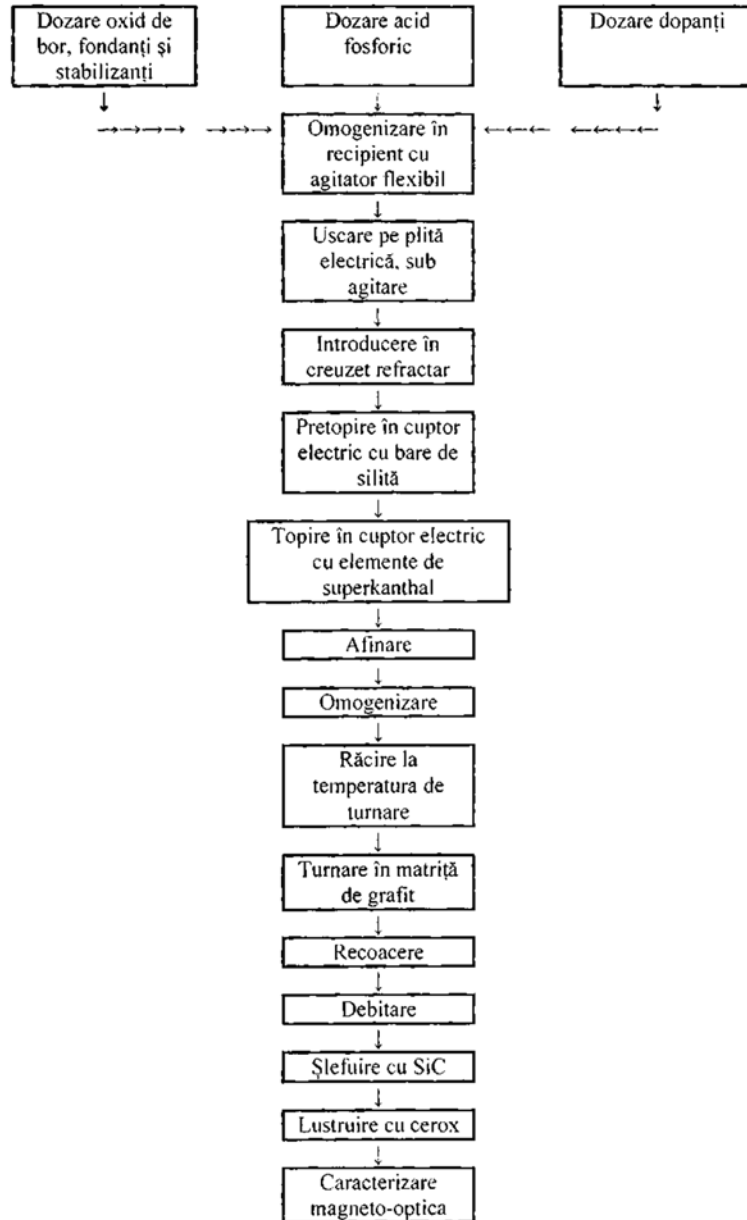 Dozare oxid de
bor, fondanți și
stabilizanți
Dozare acid
fosforic
Dozare dopanți
Omogenizare în
recipient cu
agitator flexibil
Uscare pe plită
electrică, sub
agitare
Introducere în
creuzet refractar
Pretopire în cuptor
electric cu bare de
silită
Topire în cuptor electric
cu elemente de
superkanthal
Afinare
Omogenizare
Răcire la
temperatura de
turnare
Turnare în matriță
de grafit
Recoacere
Debitare
Șlefuire cu SiC
Lustruire cu cerox
Caracterizare
magneto-optica